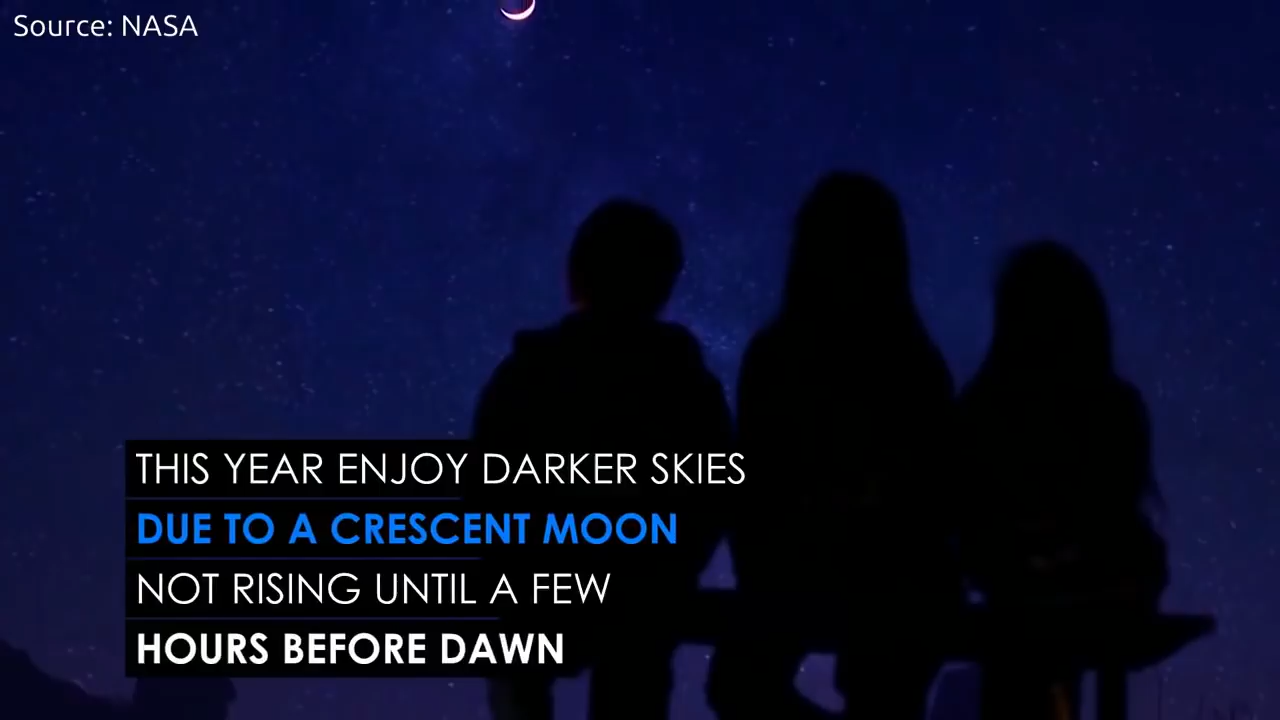 Source: NASA
THIS YEAR ENJOY DARKER SKIES
DUE TO A CRESCENT MOON
NOT RISING UNTIL A FEW
HOURS BEFORE DAWN